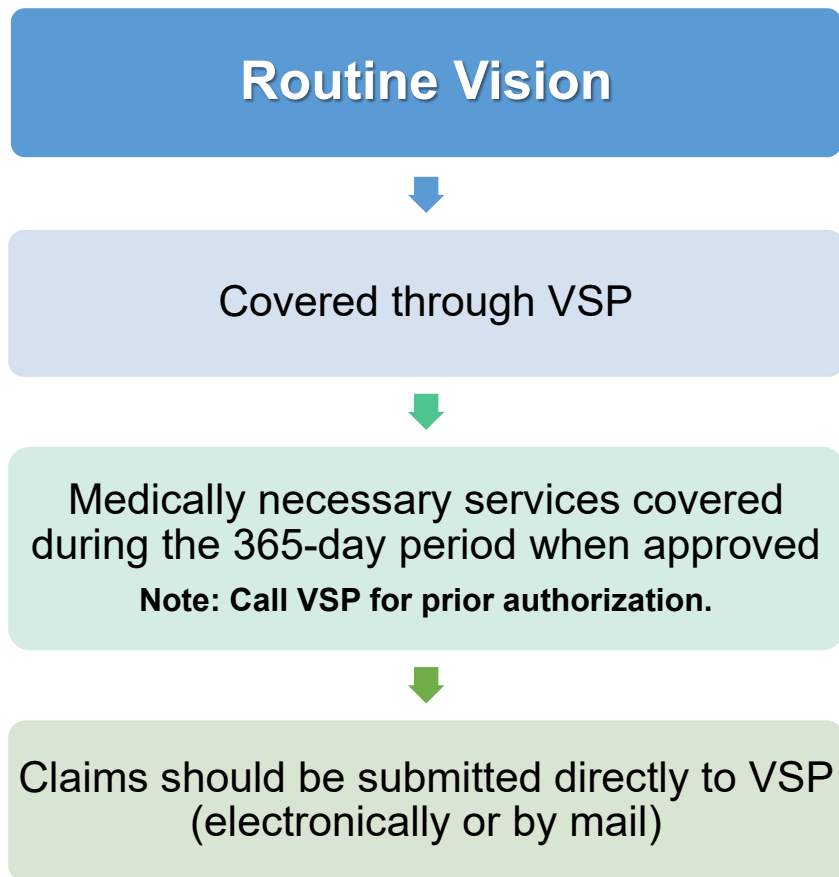 Routine Vision
Covered through VSP
Medically necessary services covered
during the 365-day period when approved
Note: Call VSP for prior authorization.
Claims should be submitted directly to VSP
(electronically or by mail)